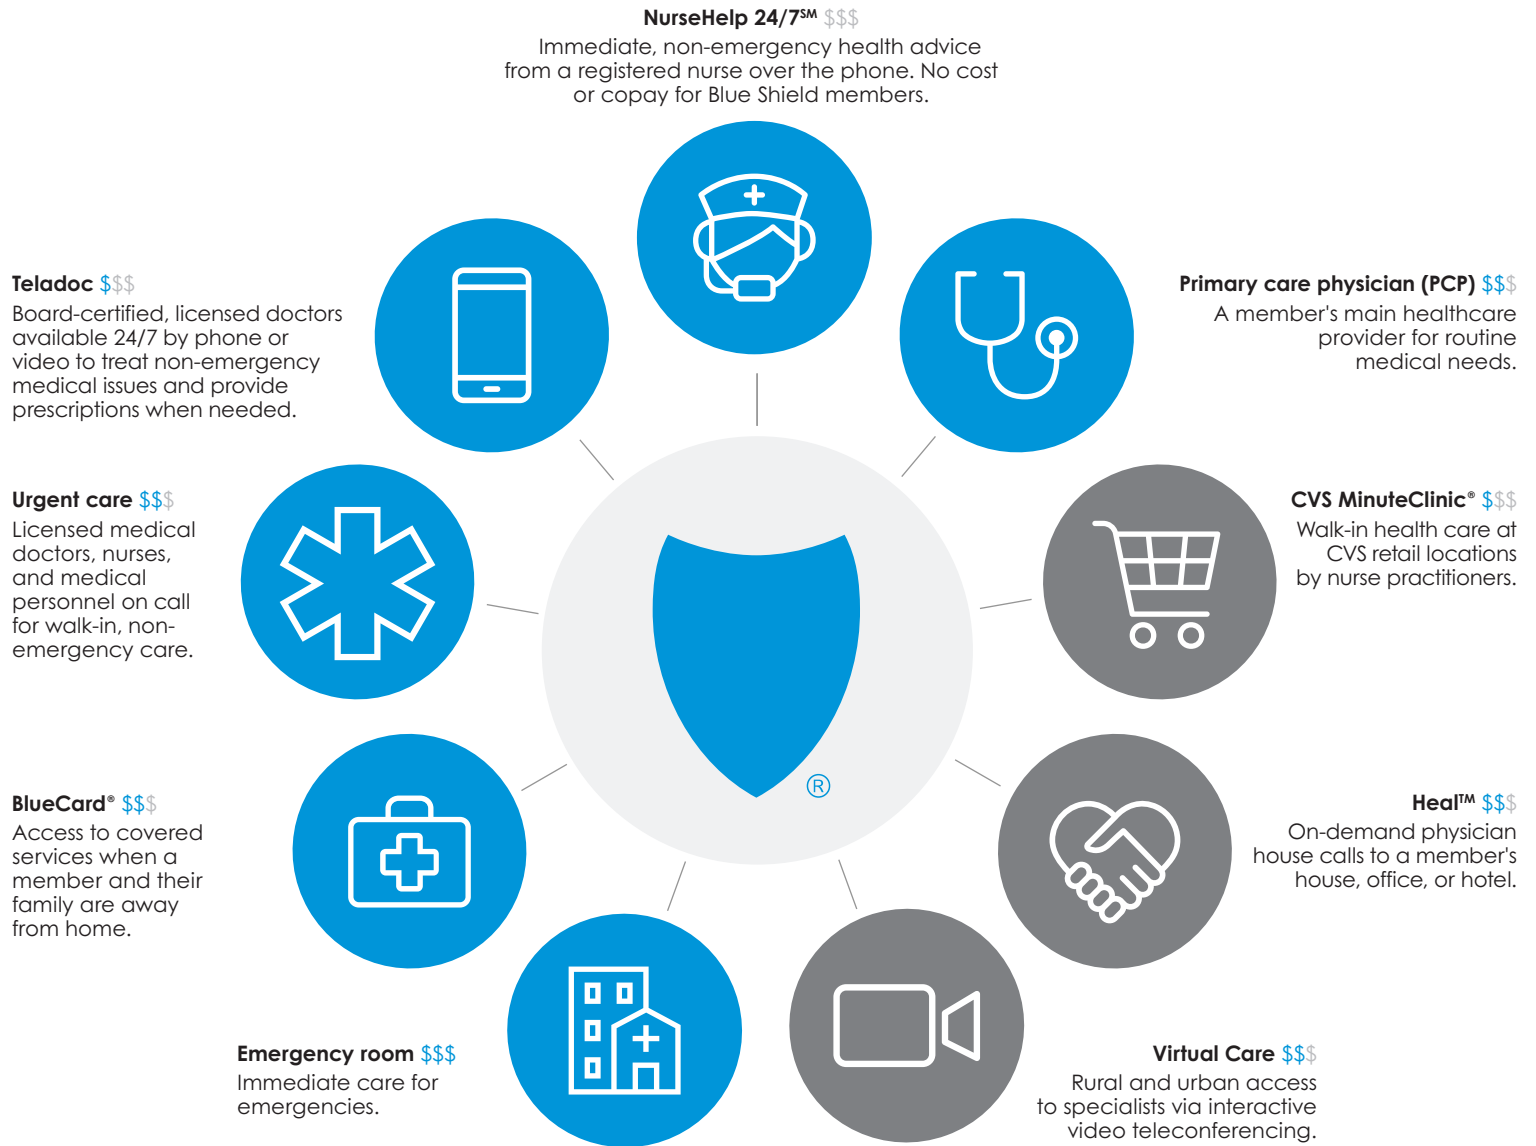 NurseHelp 24/7℠ $$$
Immediate, non-emergency health advice
from a registered nurse over the phone. No cost
or copay for Blue Shield members.
Teladoc $$$
Board-certified, licensed doctors
available 24/7 by phone or
video to treat non-emergency
medical issues and provide
prescriptions when needed.
Primary care physician (PCP) $$$
A member's main healthcare
provider for routine
medical needs.
Urgent care $$$
Licensed medical
doctors, nurses,
and medical
personnel on call
for walk-in, non-
emergency care.
CVS MinuteClinic® $$$
Walk-in health care at
CVS retail locations
by nurse practitioners.
®
BlueCard® $$$
Access to covered
services when a
member and their
family are away
from home.
Heal™ $$$
On-demand physician
house calls to a member's
house, office, or hotel.
Emergency room $$$
Immediate care for
emergencies.
Virtual Care $$$
Rural and urban access
to specialists via interactive
video teleconferencing.